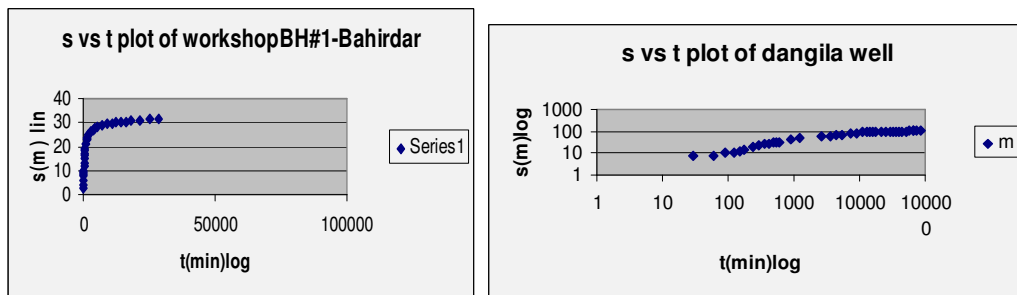 s vs t plot of workshopBH#1-Bahirdar
s(m) lin
40
30
20
10
0
0 50000 100000
t(min)log
Series1
s vs t plot of dangila well
s(m)log
1000
100
10
1
1 10 100 1000 10000 10000
0
t(min)log
m